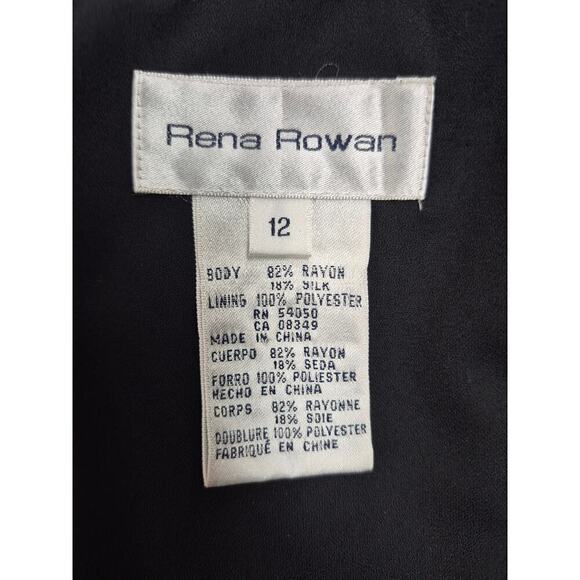 Rena Rowan
12
BODY 82% RAYON
18% SILK
LINING 100% POLYESTER
RN 54050
CA 08349
MADE IN CHINA
CUERPO 82% RAYON
18% SEDA
FORRO 100% POLIESTER
HECHO EN CHINA
CORPS 82% RAYONNE
18% SOIE
DOUBLURE 100% POLYESTER
FABRIQUÉ EN CHINE